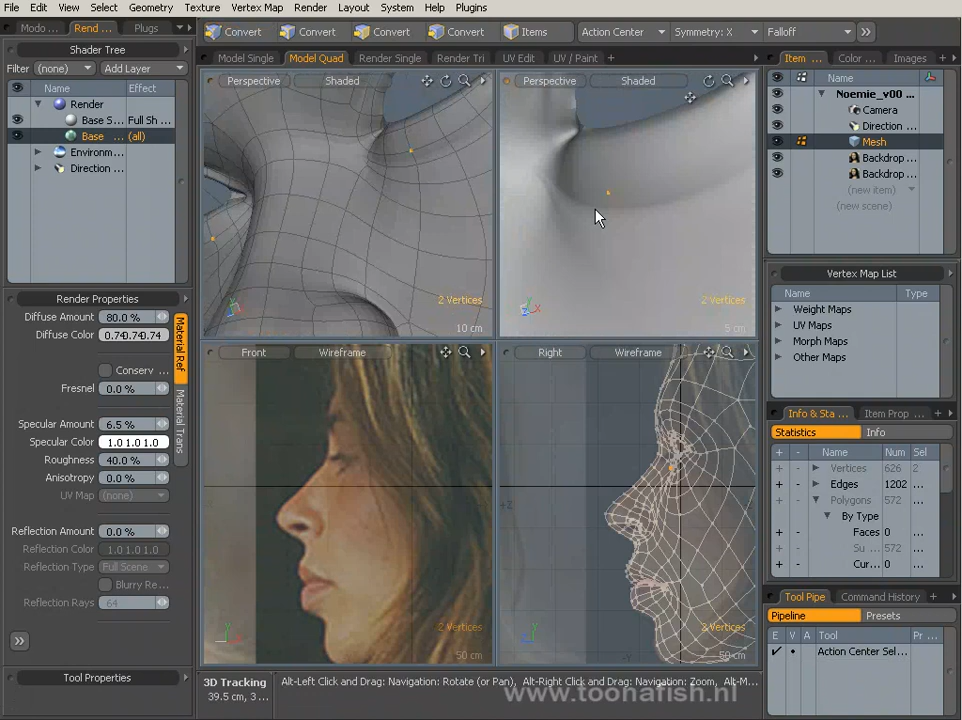 File Edit View Select Geometry Texture Vertex Map Render Layout System Help Plugins
Modo ... Rend ... Plugs
Convert Convert Convert Convert Items Action Center Symmetry: X Falloff
Shader Tree
Filter (none) Add Layer
Name Effect
Render
Base S... Full Sh ...
Base ... (all)
Environm...
Direction ...
Model Single Model Quad Render Single Render Tri UV Edit UV / Paint
Perspective Shaded
2 Vertices
10 cm
Perspective Shaded
2 Vertices
5 cm
Front Wireframe
2 Vertices
50 cm
Right Wireframe
+Z
-Y
2 Vertices
50 cm
Render Properties
Diffuse Amount 80.0 %
Diffuse Color 0.74 0.74 0.74
Conserv ...
Fresnel 0.0 %
Specular Amount 6.5 %
Specular Color 1.0 1.0 1.0
Roughness 40.0 %
Anisotropy 0.0 %
UV Map (none)
Reflection Amount 0.0 %
Reflection Color 1.0 1.0 1.0
Reflection Type Full Scene
Blurry Re...
Reflection Rays 64
Material Ref
Material Trans
Tool Properties
Item ... Color ... Images
Name
Noemie_v00 ...
Camera
Direction ...
Mesh
Backdrop ...
Backdrop ...
(new item)
(new scene)
Vertex Map List
Name Type
Weight Maps
UV Maps
Morph Maps
Other Maps
Info & Sta ... Item Prop ...
Statistics Info
+ - Name Num Sel
+ - Vertices 626 2
+ - Edges 1202 ...
Polygons 572
By Type
+ - Faces 0 ...
+ - Su ... 572 ...
+ - Cur... 0 ...
Tool Pipe Command History
Pipeline Presets
E V A Tool Pr ...
Action Center Sel...
3D Tracking
39.5 cm, 3 ...
Alt-Left Click and Drag: Navigation: Rotate (or Pan), Alt-Right Click and Drag: Navigation: Zoom, Alt-M...
www.toonafish.nl